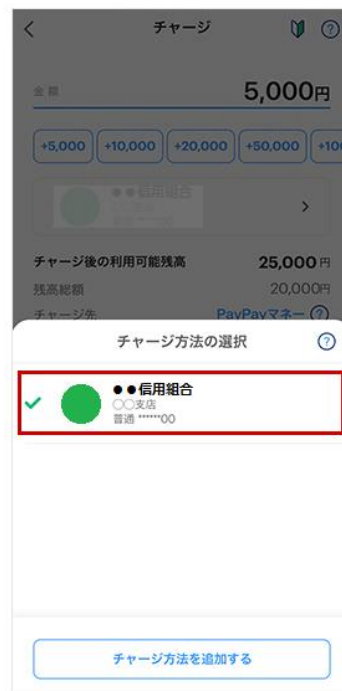 チャージ
金額
5,000円
+5,000 +10,000 +20,000 +50,000 +10
●●信用組合
チャージ後の利用可能残高 25,000円
残高総額 20,000円
チャージ先 PayPayマネー ?
チャージ方法の選択 ?
●●信用組合
〇〇支店
普通 *****00
チャージ方法を追加する